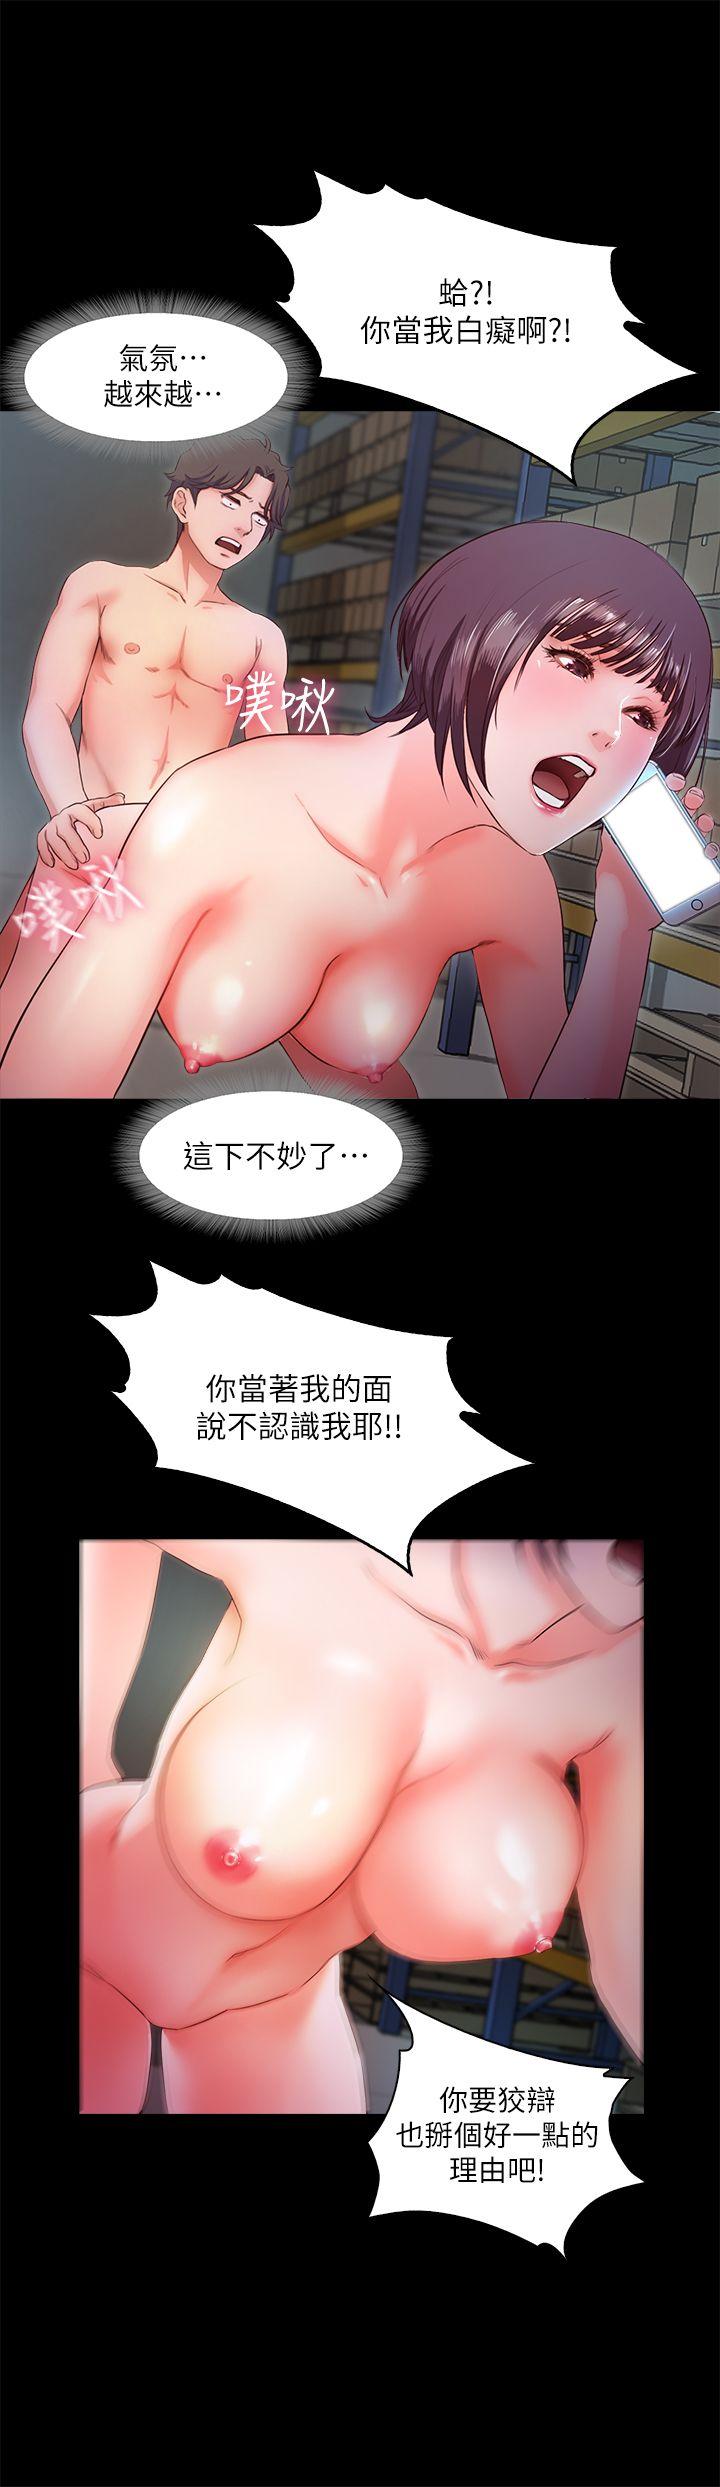 蛤?!
你當我白癡啊?!
氣氛⋯
越來越⋯
噗啾
噗啾
這下不妙了⋯
你當著我的面
說不認識我耶!!
你要狡辯
也掰個好一點的
理由吧!